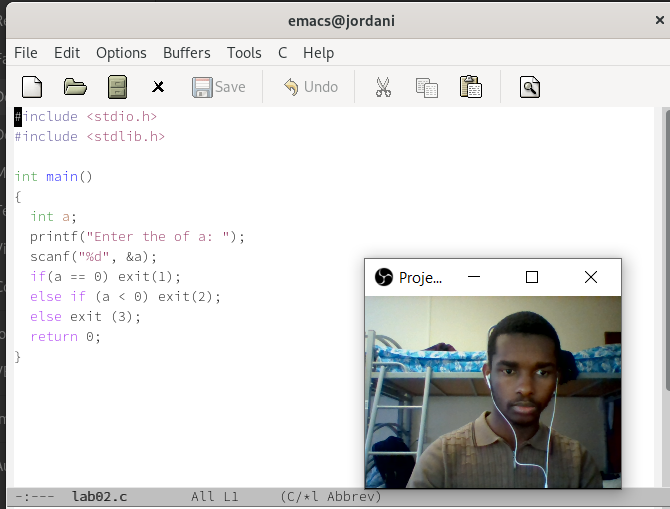 emacs@jordani
File Edit Options Buffers Tools C Help
Save Undo
#include <stdio.h>
#include <stdlib.h>
int main()
{
int a;
printf("Enter the of a: ");
scanf("%d", &a);
if(a == 0) exit(1);
else if (a < 0) exit(2);
else exit (3);
return 0;
}
Proje...
-:--- lab02.c All L1 (C/*l Abbrev)